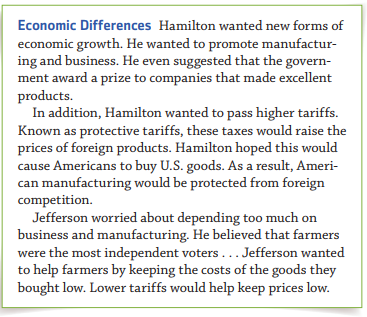 Economic Differences Hamilton wanted new forms of
economic growth. He wanted to promote manufactur-
ing and business. He even suggested that the govern-
ment award a prize to companies that made excellent
products.
In addition, Hamilton wanted to pass higher tariffs.
Known as protective tariffs, these taxes would raise the
prices of foreign products. Hamilton hoped this would
cause Americans to buy U.S. goods. As a result, Ameri-
can manufacturing would be protected from foreign
competition.
Jefferson worried about depending too much on
business and manufacturing. He believed that farmers
were the most independent voters . . . Jefferson wanted
to help farmers by keeping the costs of the goods they
bought low. Lower tariffs would help keep prices low.